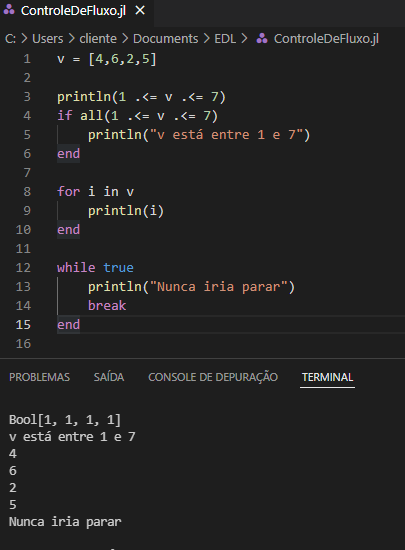 ControleDeFluxo.jl ×
C: > Users > cliente > Documents > EDL > ControleDeFluxo.jl
1 v = [4,6,2,5]
2
3 println(1 .<= v .<= 7)
4 if all(1 .<= v .<= 7)
5 println("v está entre 1 e 7")
6 end
7
8 for i in v
9 println(i)
10 end
11
12 while true
13 println("Nunca iria parar")
14 break
15 end
16
PROBLEMAS SAÍDA CONSOLE DE DEPURAÇÃO TERMINAL
Bool[1, 1, 1, 1]
v está entre 1 e 7
4
6
2
5
Nunca iria parar